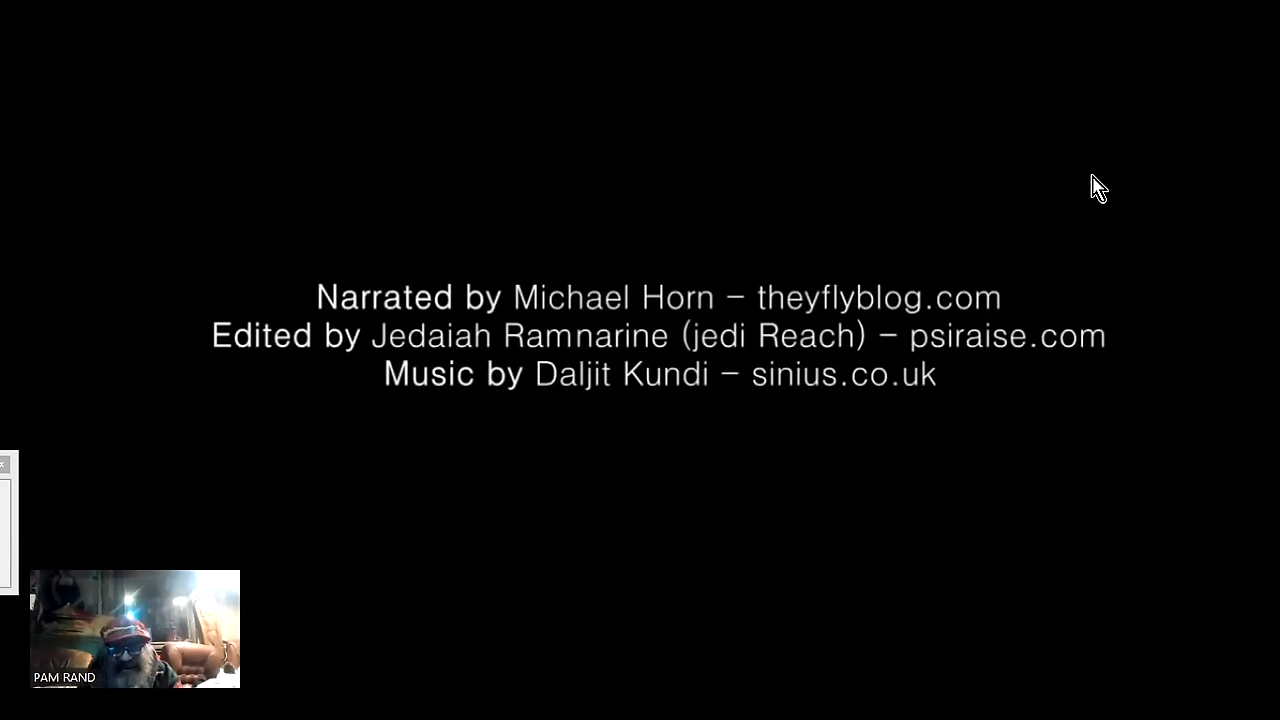 Narrated by Michael Horn – theyflyblog.com
Edited by Jedaiah Ramnarine (jedi Reach) – psiraise.com
Music by Daljit Kundi – sinius.co.uk
PAM RAND